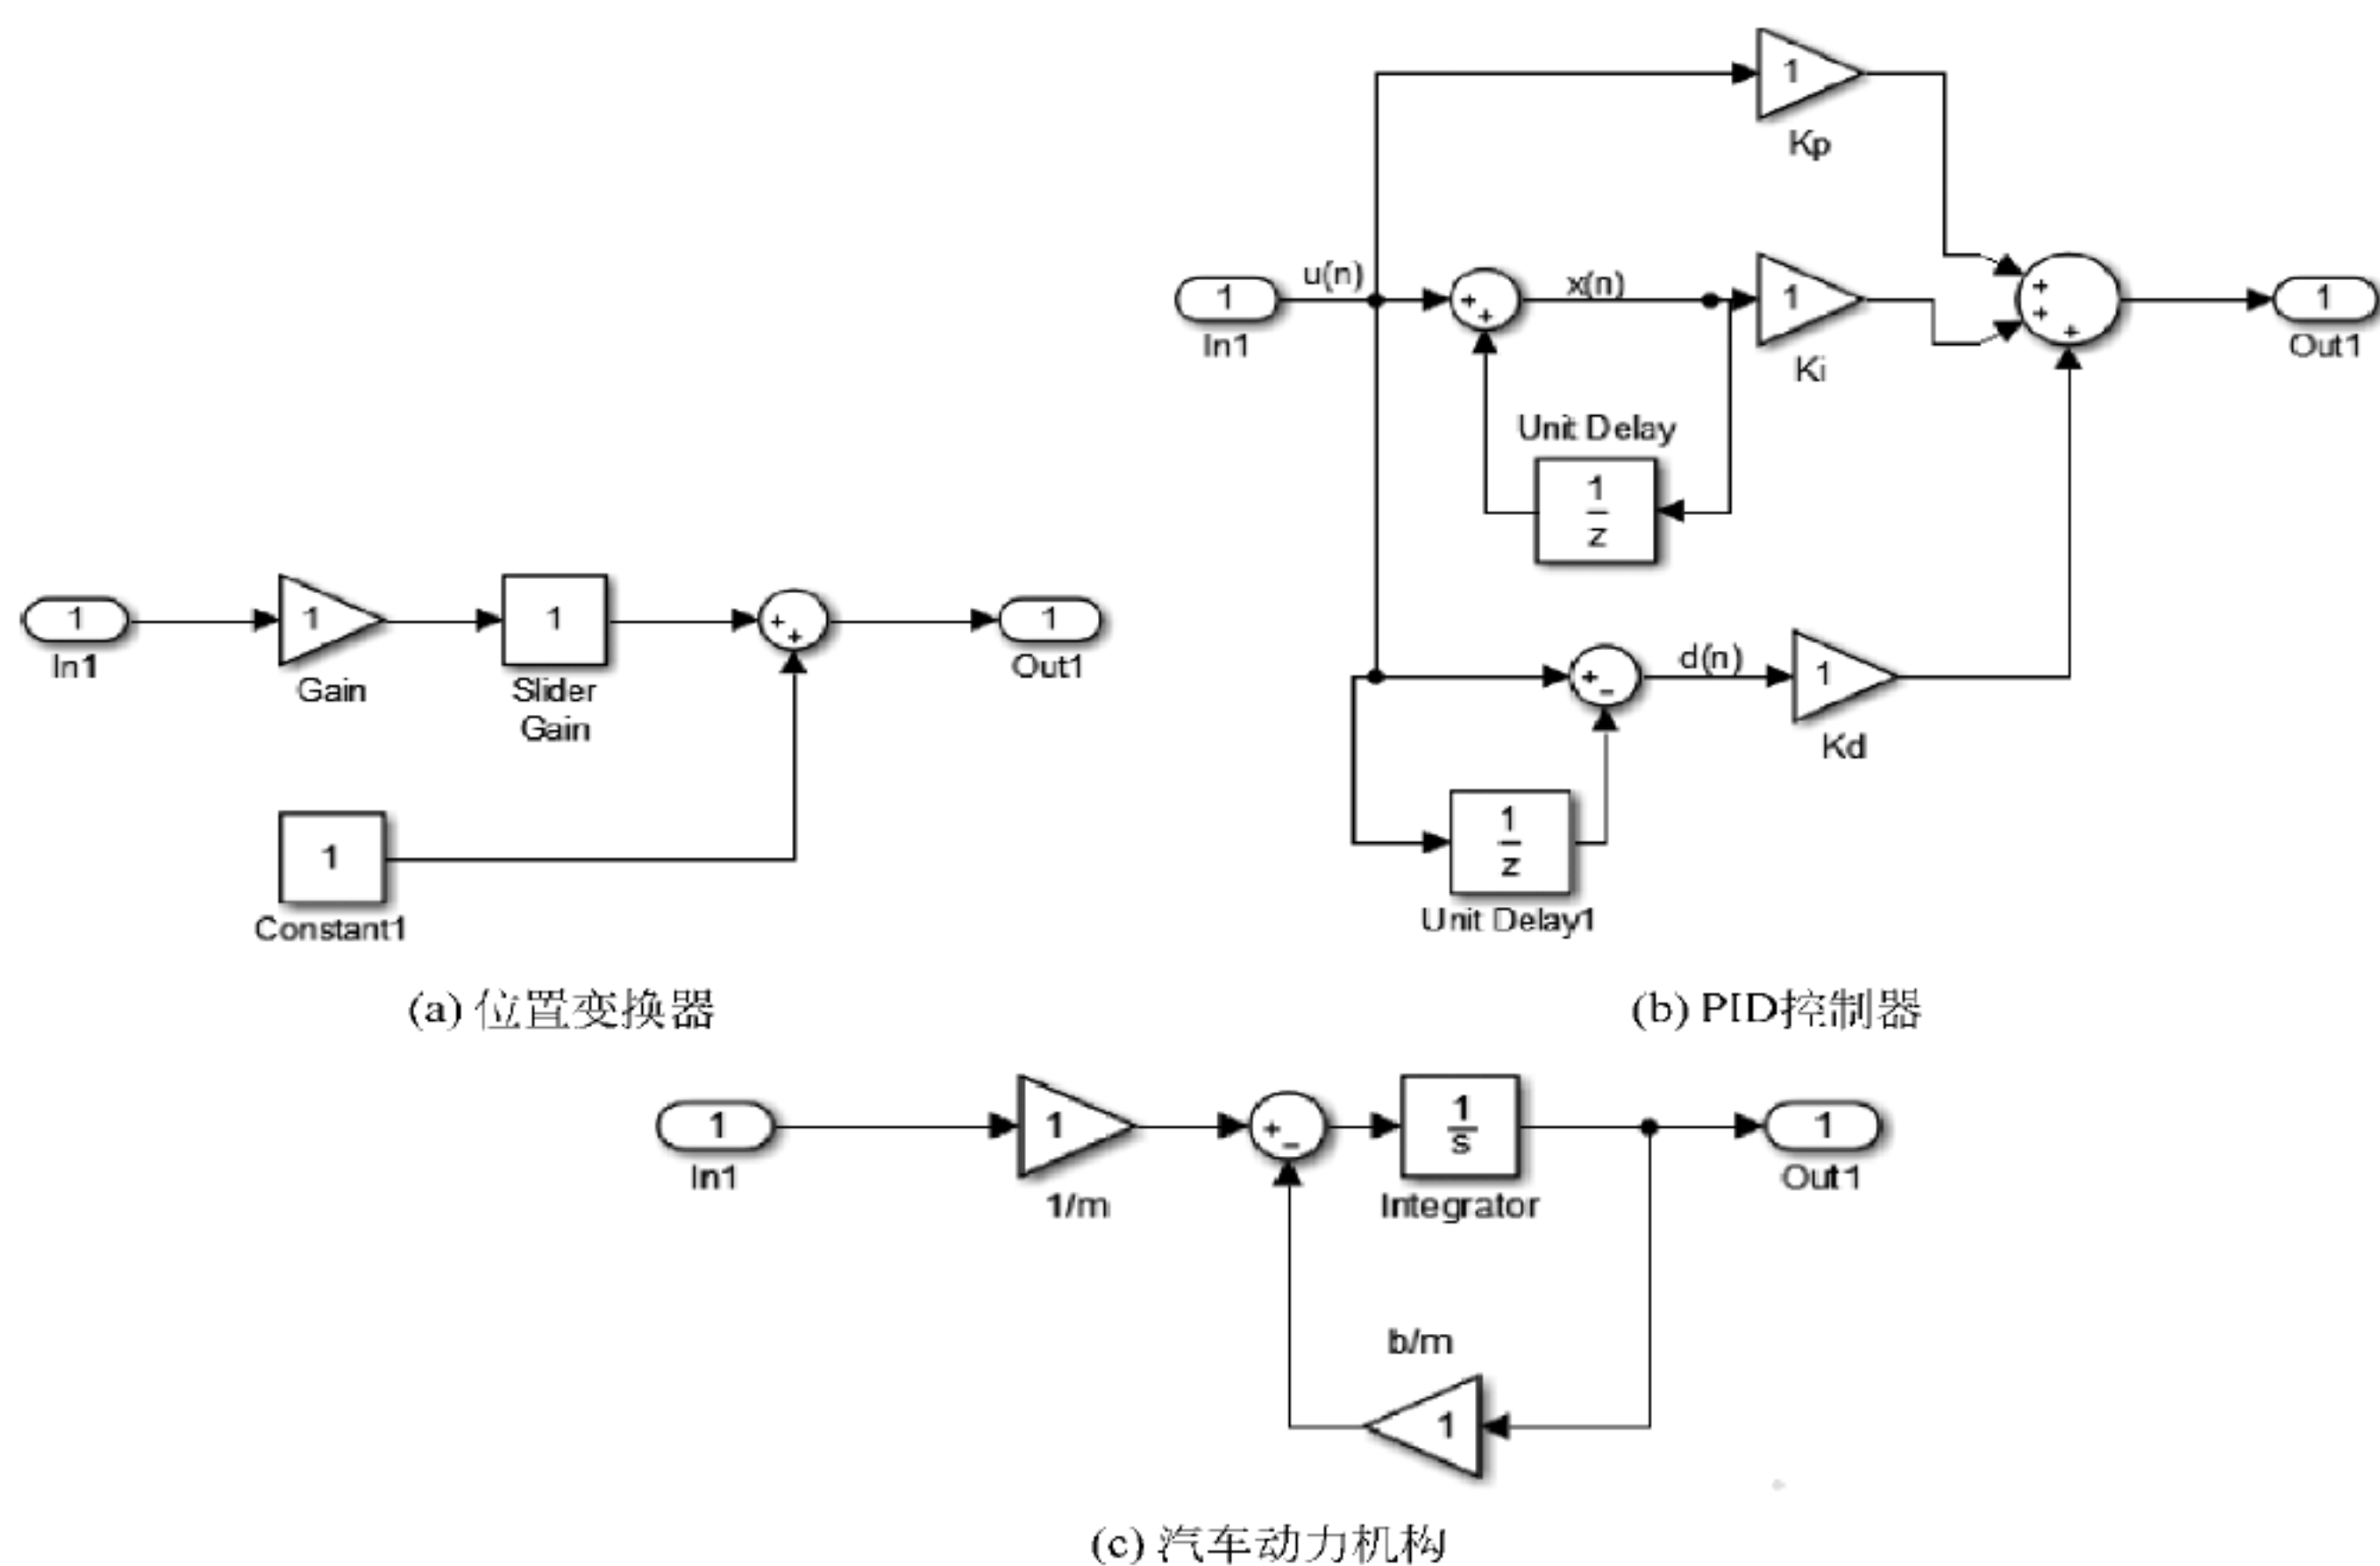 1
In1
1
Gain
1
Slider
Gain
+
+
1
Out1
1
Constant1
(a) 位置变换器
1
In1
u(n)
1
Kp
+
+
x(n)
1
Ki
Unit Delay
1
z
+
-
d(n)
1
Kd
1
z
Unit Delay1
+
+
+
1
Out1
(b) PID控制器
1
In1
1
1/m
+
-
1
s
Integrator
1
Out1
b/m
1
(c) 汽车动力机构